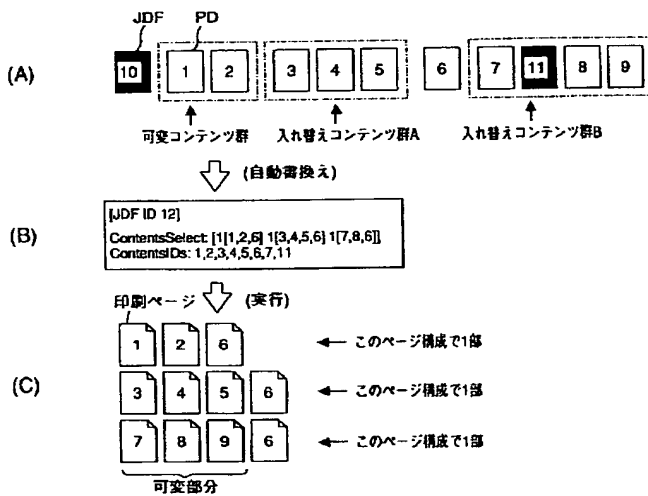 JDF PD
(A) 10 1 2 3 4 5 6 7 11 8 9
可変コンテンツ群 入れ替えコンテンツ群A 入れ替えコンテンツ群B
(自動書換え)
[JDF ID 12]
(B) ContentsSelect: [1[1,2,6] 1[3,4,5,6] 1[7,8,6]],
ContentsIDs: 1,2,3,4,5,6,7,11
印刷ページ (実行)
1 2 6 このページ構成で1部
(C) 3 4 5 6 このページ構成で1部
7 8 9 6 このページ構成で1部
可変部分